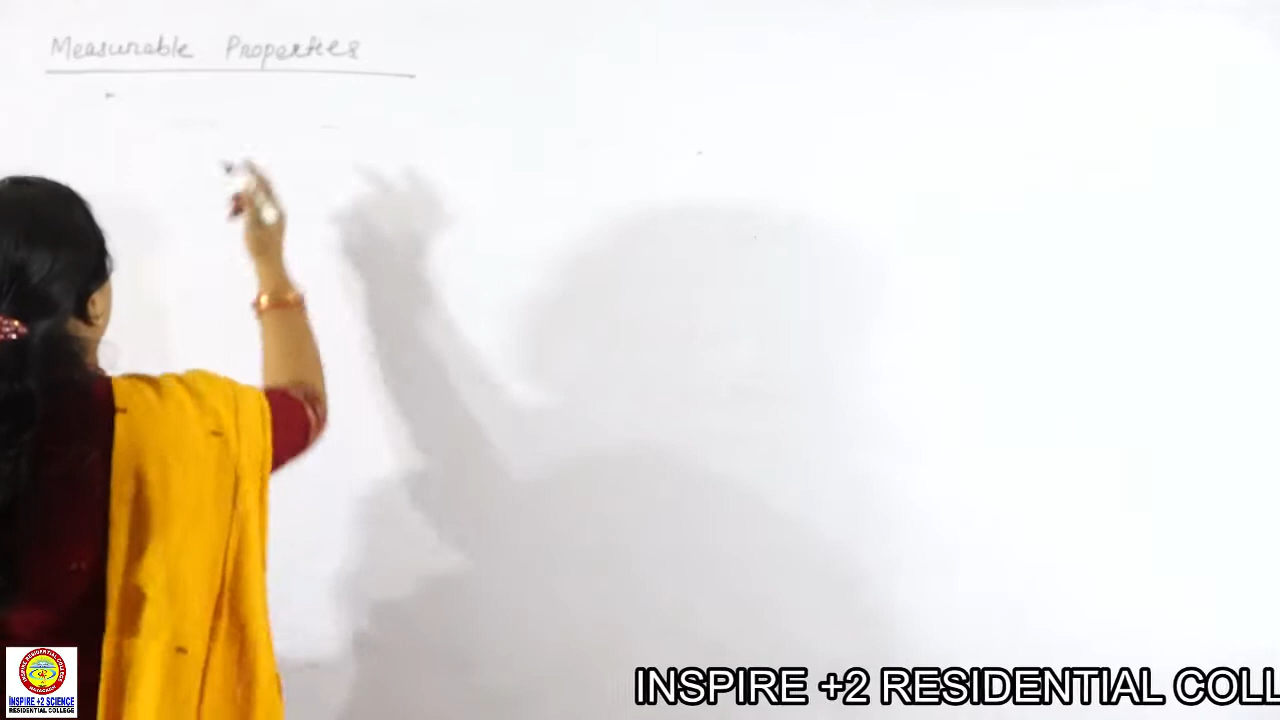 Measurable Properties
INSPIRE +2 SCIENCE
RESIDENTIAL COLLEGE
INSPIRE +2 RESIDENTIAL COLL